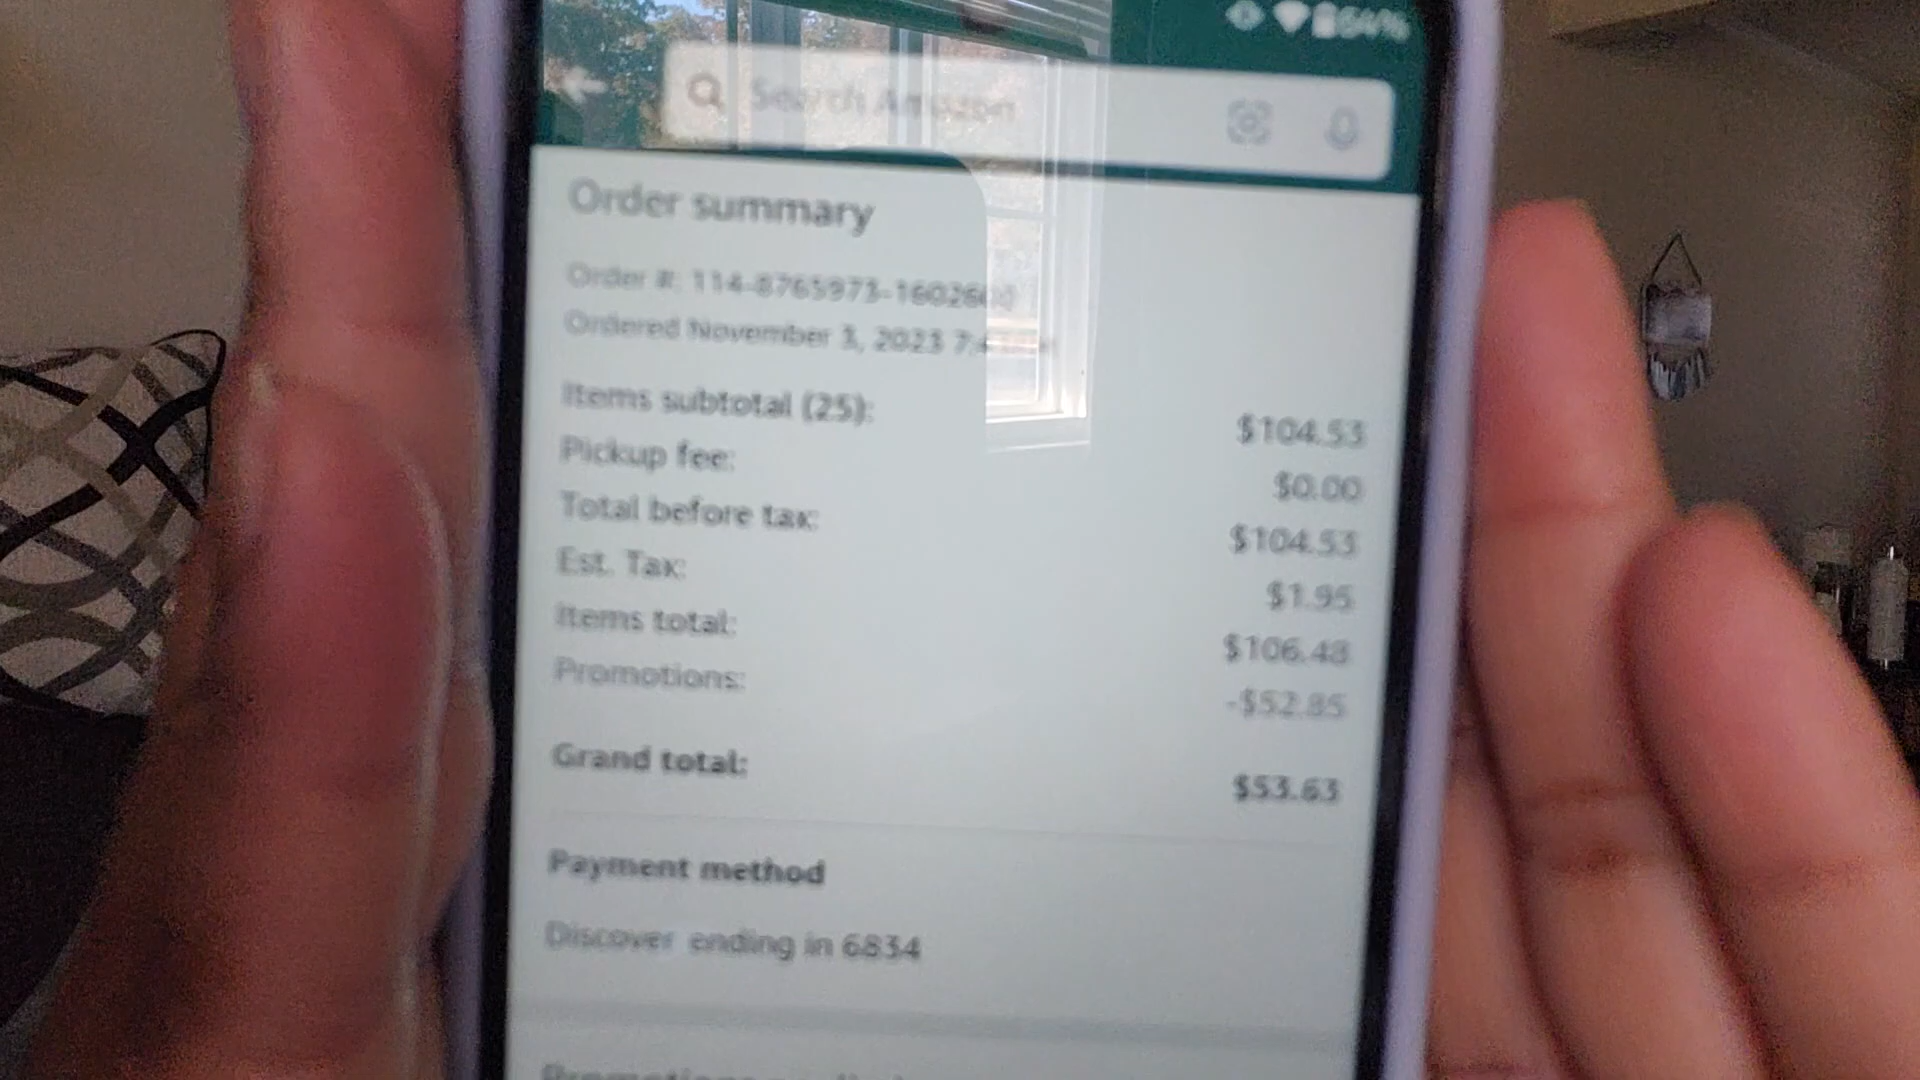 64%
Search Amazon
Order summary
Order #: 114-8765973-160260
Ordered November 3, 2023
Items subtotal (25): $104.53
Pickup fee: $0.00
Total before tax: $104.53
Est. Tax: $1.95
Items total: $106.48
Promotions: -$52.85
Grand total: $53.63
Payment method
Discover ending in 6834